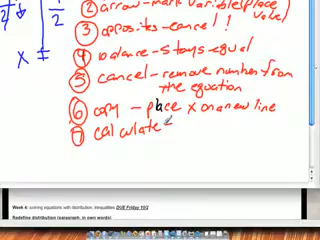 1/2
② arrow - mark variable (place value)
③ opposites - cancel!!
④ balance - stays equal
x =
⑤ cancel - remove number from the equation
⑥ copy - place x on a new line
⑦ calculate -
Week 4: solving equations with distribution, inequalities DUE Friday 10/2
Redefine distribution (paragraph, in own words)